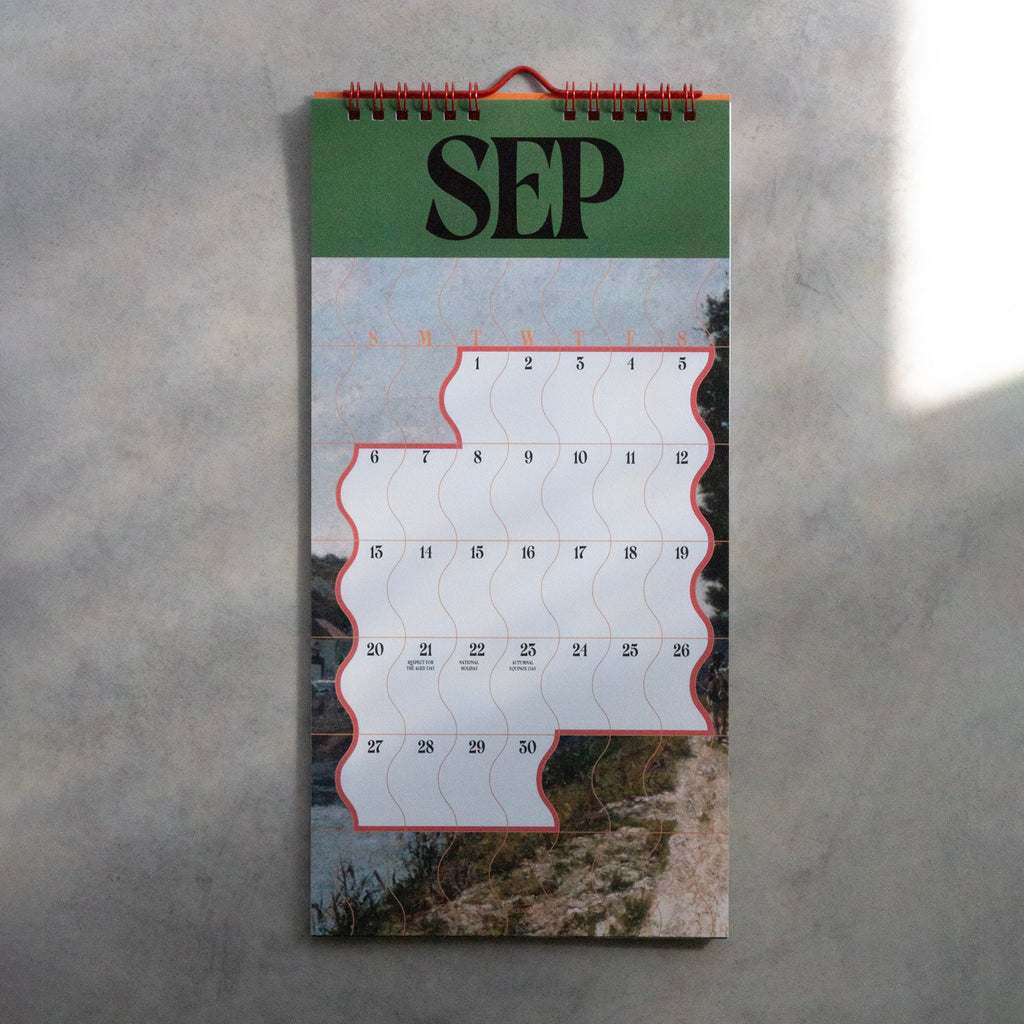 SEP
S M T W T F S
1 2 3 4 5
6 7 8 9 10 11 12
13 14 15 16 17 18 19
20 21 22 23 24 25 26
RESPECT FOR NATIONAL AUTUMNAL
THE AGED DAY HOLIDAY EQUINOX DAY
27 28 29 30